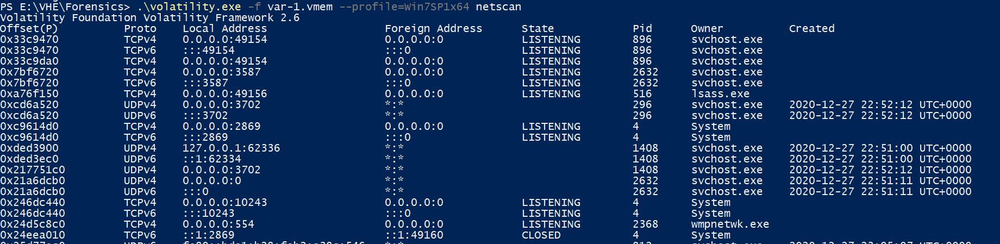 PS E:\VHE\Forensics> .\volatility.exe -f var-1.vmem --profile=Win7SP1x64 netscan
Volatility Foundation Volatility Framework 2.6
Offset(P) Proto Local Address Foreign Address State Pid Owner Created
0x33c9470 TCPv4 0.0.0.0:49154 0.0.0.0:0 LISTENING 896 svchost.exe
0x33c9470 TCPv6 :::49154 :::0 LISTENING 896 svchost.exe
0x33c9da0 TCPv4 0.0.0.0:49154 0.0.0.0:0 LISTENING 896 svchost.exe
0x7bf6720 TCPv4 0.0.0.0:3587 0.0.0.0:0 LISTENING 2632 svchost.exe
0x7bf6720 TCPv6 :::3587 :::0 LISTENING 2632 svchost.exe
0xa76f150 TCPv4 0.0.0.0:49156 0.0.0.0:0 LISTENING 516 lsass.exe
0xcd6a520 UDPv4 0.0.0.0:3702 *:* 296 svchost.exe 2020-12-27 22:52:12 UTC+0000
0xcd6a520 UDPv6 :::3702 *:* 296 svchost.exe 2020-12-27 22:52:12 UTC+0000
0xc9614d0 TCPv4 0.0.0.0:2869 0.0.0.0:0 LISTENING 4 System
0xc9614d0 TCPv6 :::2869 :::0 LISTENING 4 System
0xded3900 UDPv4 127.0.0.1:62336 *:* 1408 svchost.exe 2020-12-27 22:51:00 UTC+0000
0xded3ec0 UDPv6 ::1:62334 *:* 1408 svchost.exe 2020-12-27 22:51:00 UTC+0000
0x217751c0 UDPv4 0.0.0.0:3702 *:* 1408 svchost.exe 2020-12-27 22:52:12 UTC+0000
0x21a6dcb0 UDPv4 0.0.0.0:0 *:* 2632 svchost.exe 2020-12-27 22:51:11 UTC+0000
0x21a6dcb0 UDPv6 :::0 *:* 2632 svchost.exe 2020-12-27 22:51:11 UTC+0000
0x246dc440 TCPv4 0.0.0.0:10243 0.0.0.0:0 LISTENING 4 System
0x246dc440 TCPv6 :::10243 :::0 LISTENING 4 System
0x24d5c8c0 TCPv4 0.0.0.0:554 0.0.0.0:0 LISTENING 2368 wmpnetwk.exe
0x24eea010 TCPv6 ::1:2869 ::1:49160 CLOSED 4 System